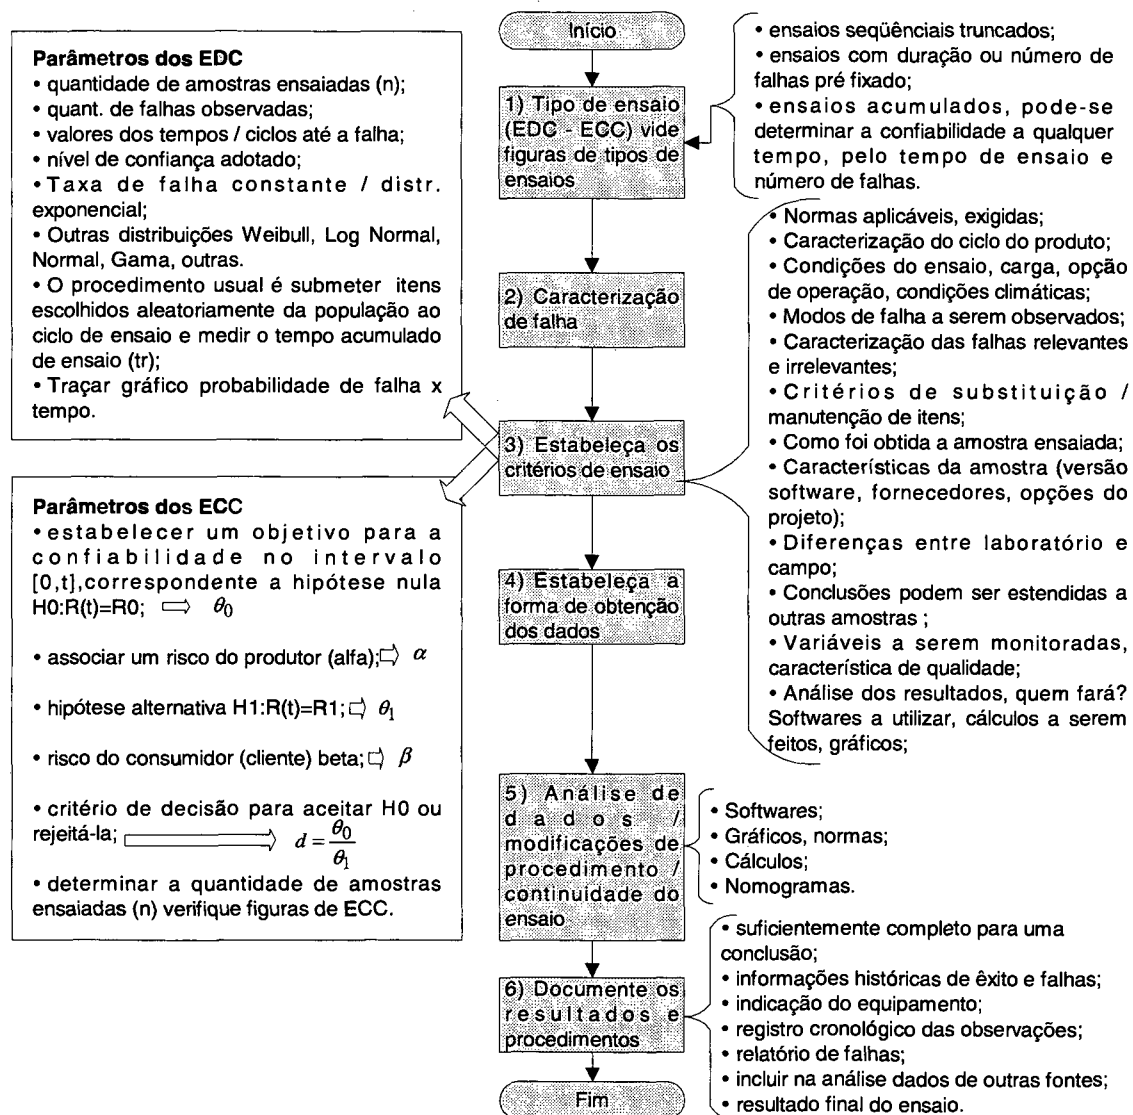 Início
1) Tipo de ensaio
(EDC - ECC) vide
figuras de tipos de
ensaios
• ensaios seqüênciais truncados;
• ensaios com duração ou número de
falhas pré fixado;
• ensaios acumulados, pode-se
determinar a confiabilidade a qualquer
tempo, pelo tempo de ensaio e
número de falhas.
Parâmetros dos EDC
• quantidade de amostras ensaiadas (n);
• quant. de falhas observadas;
• valores dos tempos / ciclos até a falha;
• nível de confiança adotado;
• Taxa de falha constante / distr.
exponencial;
• Outras distribuições Weibull, Log Normal,
Normal, Gama, outras.
• O procedimento usual é submeter itens
escolhidos aleatoriamente da população ao
ciclo de ensaio e medir o tempo acumulado
de ensaio (tr);
• Traçar gráfico probabilidade de falha x
tempo.
2) Caracterização
de falha
3) Estabeleça os
critérios de ensaio
• Normas aplicáveis, exigidas;
• Caracterização do ciclo do produto;
• Condições do ensaio, carga, opção
de operação, condições climáticas;
• Modos de falha a serem observados;
• Caracterização das falhas relevantes
e irrelevantes;
• Critérios de substituição /
manutenção de itens;
• Como foi obtida a amostra ensaiada;
• Características da amostra (versão
software, fornecedores, opções do
projeto);
• Diferenças entre laboratório e
campo;
• Conclusões podem ser estendidas a
outras amostras ;
• Variáveis a serem monitoradas,
característica de qualidade;
• Análise dos resultados, quem fará?
Softwares a utilizar, cálculos a serem
feitos, gráficos;
Parâmetros dos ECC
• estabelecer um objetivo para a
confiabilidade no intervalo
[0,t],correspondente a hipótese nula
H0:R(t)=R0; ⇨ θ₀
• associar um risco do produtor (alfa);⇨ α
• hipótese alternativa H1:R(t)=R1;⇨ θ₁
• risco do consumidor (cliente) beta;⇨ β
• critério de decisão para aceitar H0 ou
rejeitá-la; ⇨ d = θ₀/θ₁
• determinar a quantidade de amostras
ensaiadas (n) verifique figuras de ECC.
4) Estabeleça a
forma de obtenção
dos dados
5) Análise de
dados /
modificações de
procedimento /
continuidade do
ensaio
• Softwares;
• Gráficos, normas;
• Cálculos;
• Nomogramas.
6) Documente os
resultados e
procedimentos
• suficientemente completo para uma
conclusão;
• informações históricas de êxito e falhas;
• indicação do equipamento;
• registro cronológico das observações;
• relatório de falhas;
• incluir na análise dados de outras fontes;
• resultado final do ensaio.
Fim